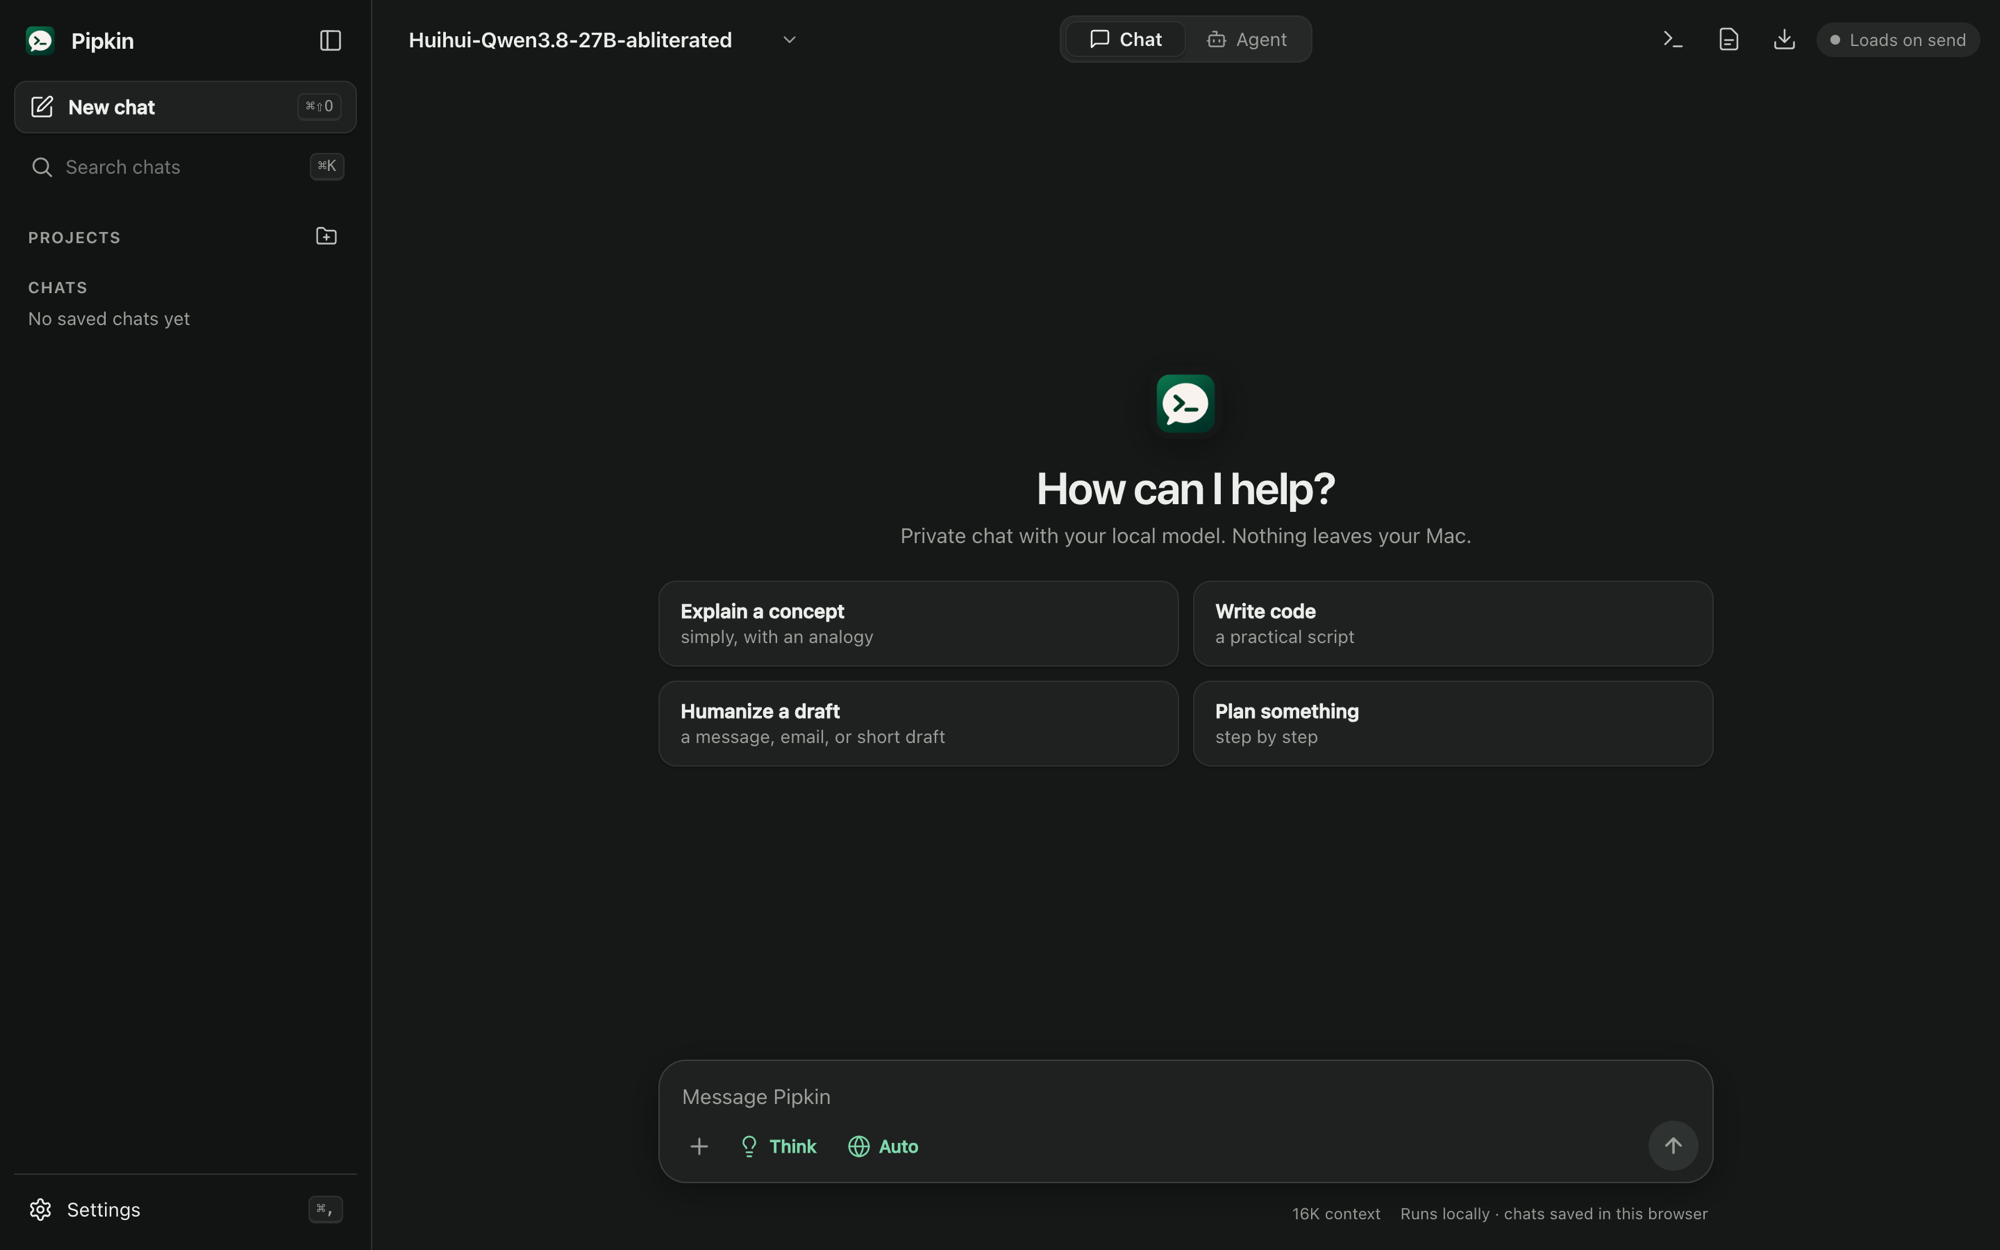 Pipkin
New chat
⌘⇧O
Search chats
⌘K
PROJECTS
CHATS
No saved chats yet
Settings
⌘,
Huihui-Qwen3.8-27B-abliterated
Chat
Agent
Loads on send
How can I help?
Private chat with your local model. Nothing leaves your Mac.
Explain a concept
simply, with an analogy
Write code
a practical script
Humanize a draft
a message, email, or short draft
Plan something
step by step
Message Pipkin
Think
Auto
16K context
Runs locally · chats saved in this browser